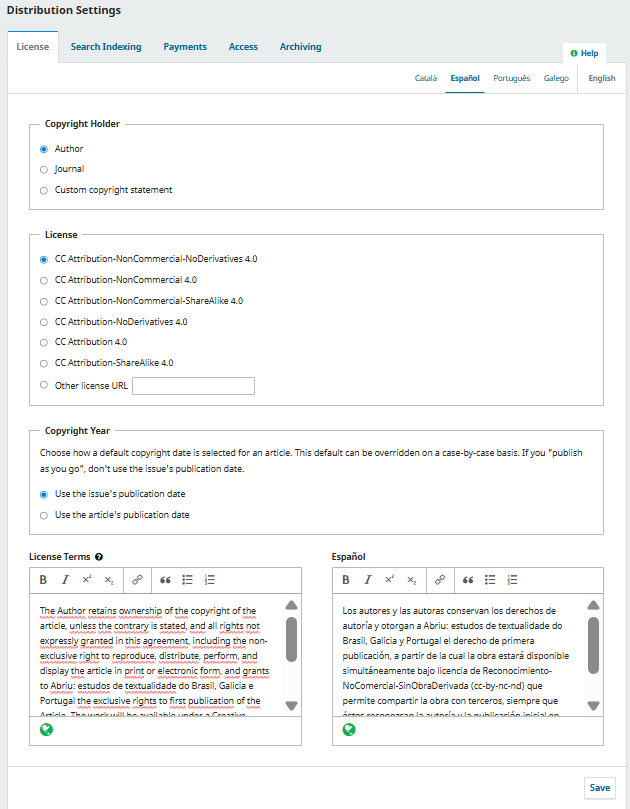 Distribution Settings
License Search Indexing Payments Access Archiving
Help
Català Español Português Galego English
Copyright Holder
Author
Journal
Custom copyright statement
License
CC Attribution-NonCommercial-NoDerivatives 4.0
CC Attribution-NonCommercial 4.0
CC Attribution-NonCommercial-ShareAlike 4.0
CC Attribution-NoDerivatives 4.0
CC Attribution 4.0
CC Attribution-ShareAlike 4.0
Other license URL
Copyright Year
Choose how a default copyright date is selected for an article. This default can be overridden on a case-by-case basis. If you "publish
as you go", don't use the issue's publication date.
Use the issue's publication date
Use the article's publication date
License Terms
The Author retains ownership of the copyright of the
article, unless the contrary is stated, and all rights not
expressly granted in this agreement, including the non-
exclusive right to reproduce, distribute, perform, and
display the article in print or electronic form, and grants
to Abriu: estudos de textualidade do Brasil, Galicia e
Portugal the exclusive rights to first publication of the
Article. The work will be available under a Creative
Español
Los autores y las autoras conservan los derechos de
autoría y otorgan a Abriu: estudos de textualidade do
Brasil, Galicia y Portugal el derecho de primera
publicación, a partir de la cual la obra estará disponible
simultáneamente bajo licencia de Reconocimiento-
NoComercial-SinObraDerivada (cc-by-nc-nd) que
permite compartir la obra con terceros, siempre que
éstos reconozcan la autoría y la publicación inicial en
Save